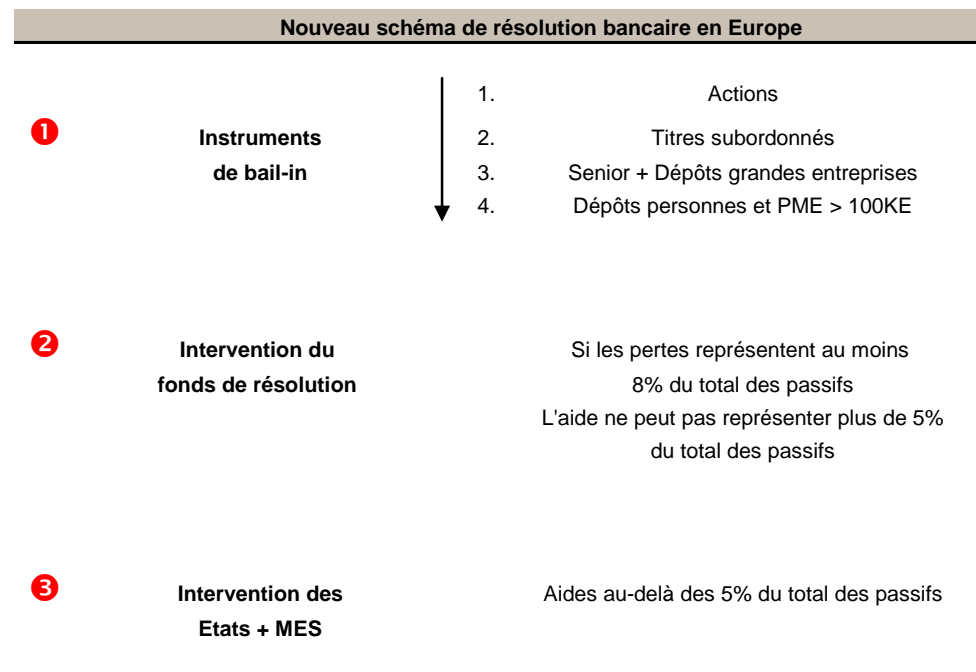 Nouveau schéma de résolution bancaire en Europe
1. Actions
1 Instruments 2. Titres subordonnés
de bail-in 3. Senior + Dépôts grandes entreprises
4. Dépôts personnes et PME > 100KE
2 Intervention du Si les pertes représentent au moins
fonds de résolution 8% du total des passifs
L'aide ne peut pas représenter plus de 5%
du total des passifs
3 Intervention des Aides au-delà des 5% du total des passifs
Etats + MES